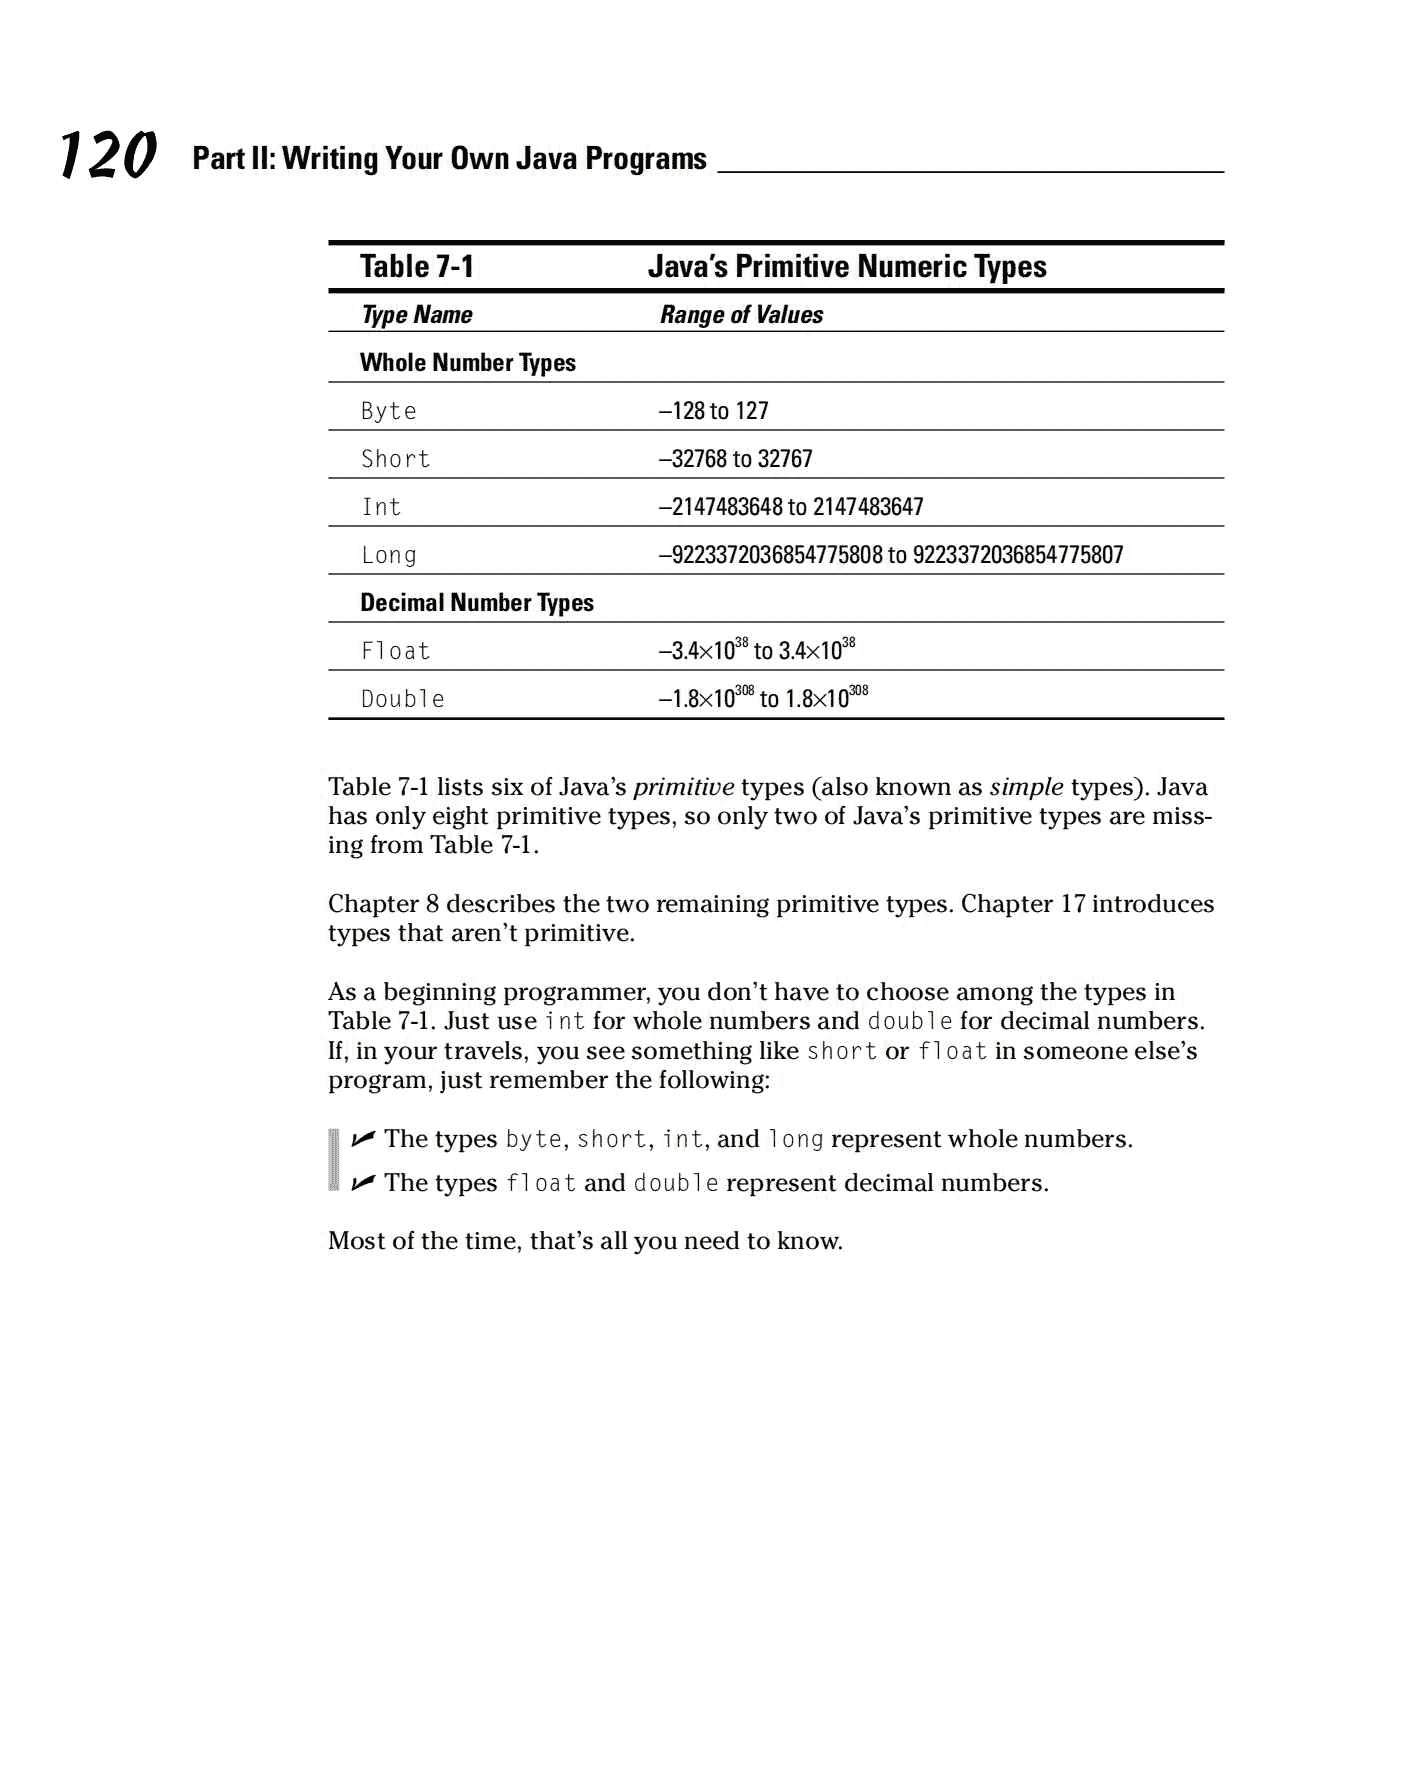 120 Part II: Writing Your Own Java Programs
Table 7-1 Java's Primitive Numeric Types
Type Name Range of Values
Whole Number Types
Byte –128 to 127
Short –32768 to 32767
Int –2147483648 to 2147483647
Long –9223372036854775808 to 9223372036854775807
Decimal Number Types
Float –3.4×10³⁸ to 3.4×10³⁸
Double –1.8×10³⁰⁸ to 1.8×10³⁰⁸
Table 7-1 lists six of Java's primitive types (also known as simple types). Java
has only eight primitive types, so only two of Java's primitive types are miss-
ing from Table 7-1.
Chapter 8 describes the two remaining primitive types. Chapter 17 introduces
types that aren't primitive.
As a beginning programmer, you don't have to choose among the types in
Table 7-1. Just use int for whole numbers and double for decimal numbers.
If, in your travels, you see something like short or float in someone else's
program, just remember the following:
✓ The types byte, short, int, and long represent whole numbers.
✓ The types float and double represent decimal numbers.
Most of the time, that's all you need to know.